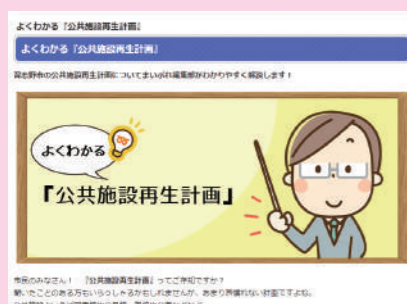 よくわかる『公共施設再生計画』
よくわかる『公共施設再生計画』
習志野市の公共施設再生計画についてまいぷれ編集部がわかりやすく解説します！
よくわかる
『公共施設再生計画』
市民のみなさん！ 『公共施設再生計画』ってご存知ですか？
聞いたことのある方もいらっしゃるかもしれませんが、あまり耳慣れない計画ですよね。